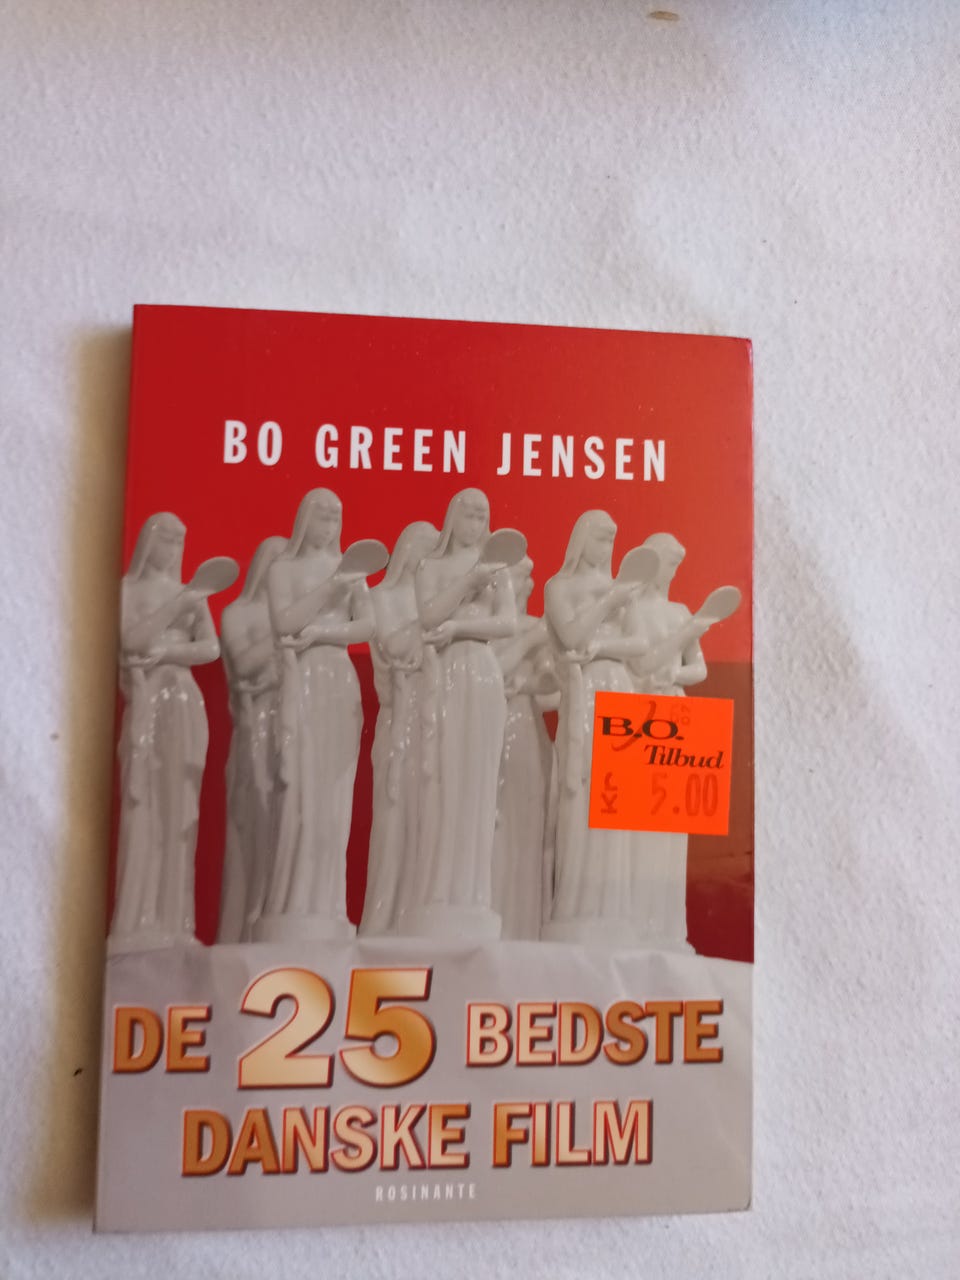 BO GREEN JENSEN
B.O.
Tilbud
Kr 5.00
DE 25 BEDSTE
DANSKE FILM
ROSINANTE